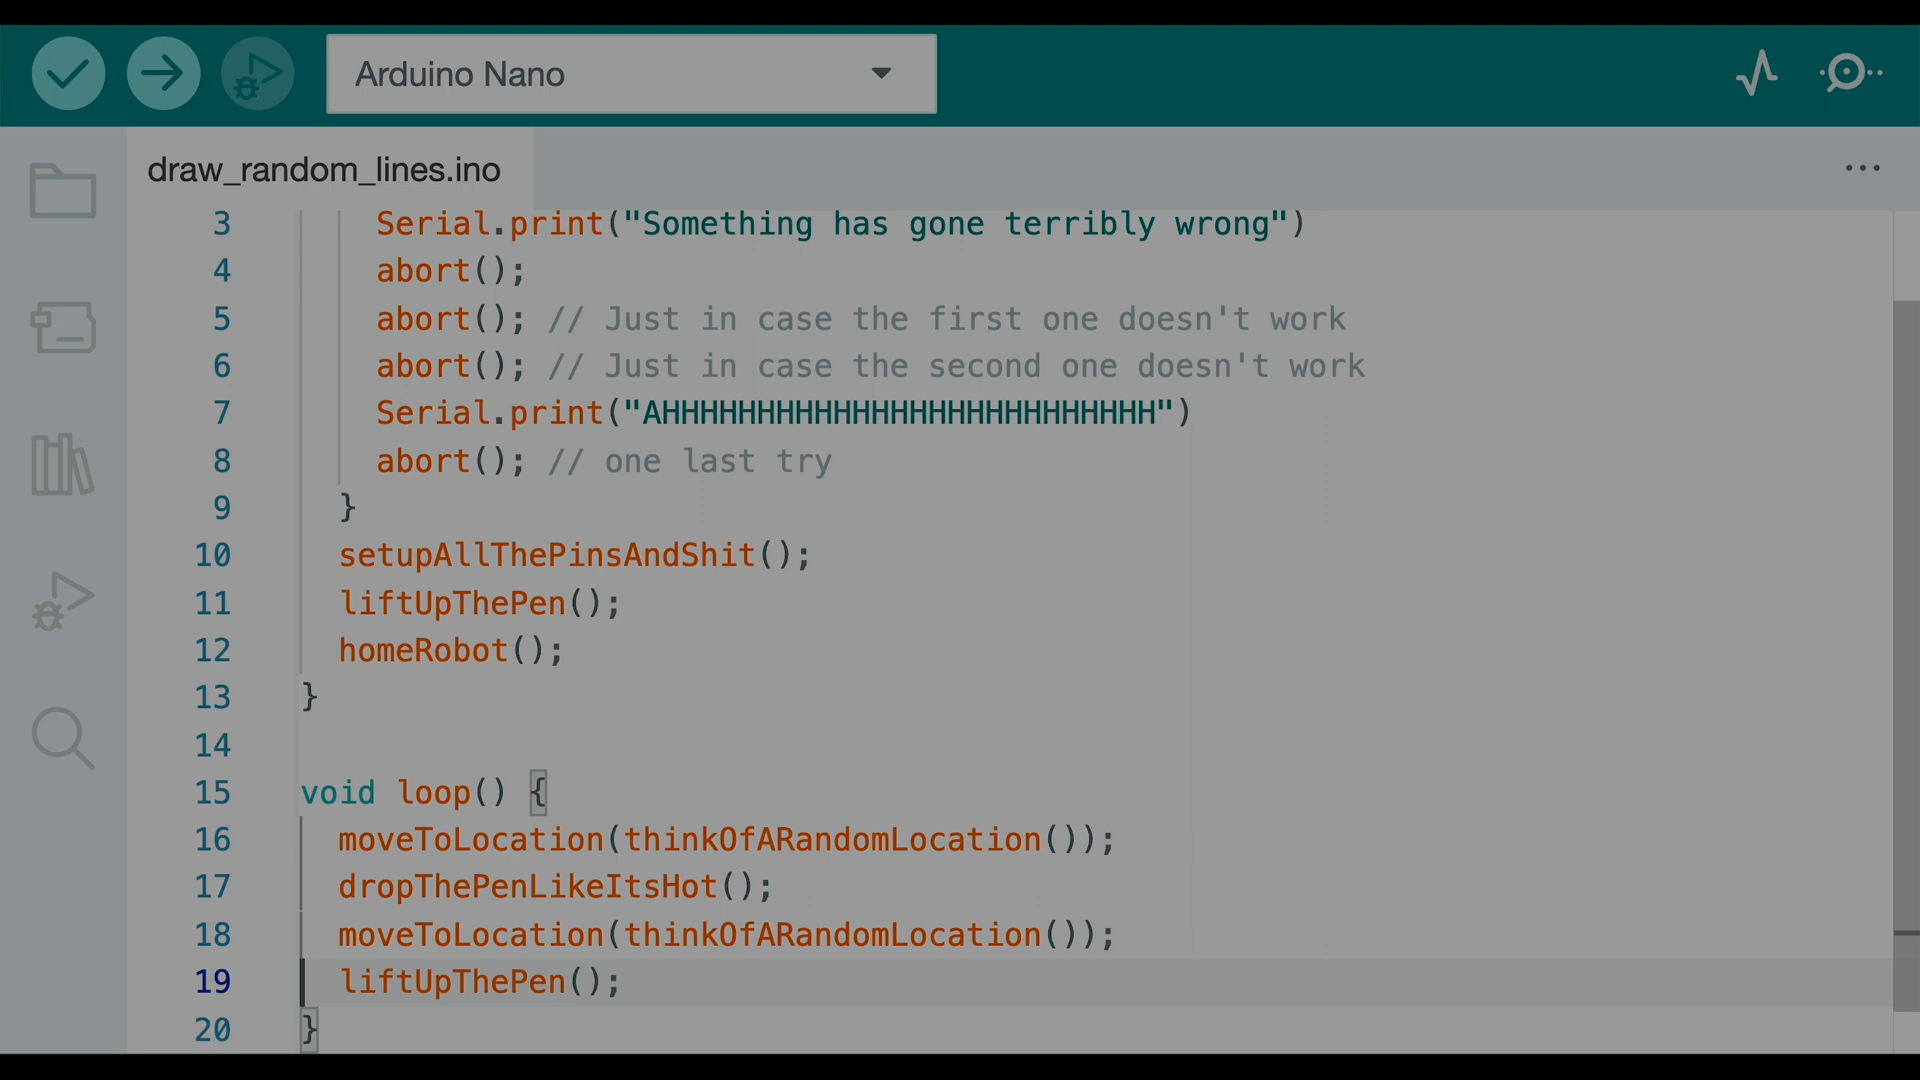 Arduino Nano
draw_random_lines.ino
3 Serial.print("Something has gone terribly wrong")
4 abort();
5 abort(); // Just in case the first one doesn't work
6 abort(); // Just in case the second one doesn't work
7 Serial.print("AHHHHHHHHHHHHHHHHHHHHHHHHHH")
8 abort(); // one last try
9 }
10 setupAllThePinsAndShit();
11 liftUpThePen();
12 homeRobot();
13 }
14
15 void loop() {
16 moveToLocation(thinkOfARandomLocation());
17 dropThePenLikeItsHot();
18 moveToLocation(thinkOfARandomLocation());
19 liftUpThePen();
20 }